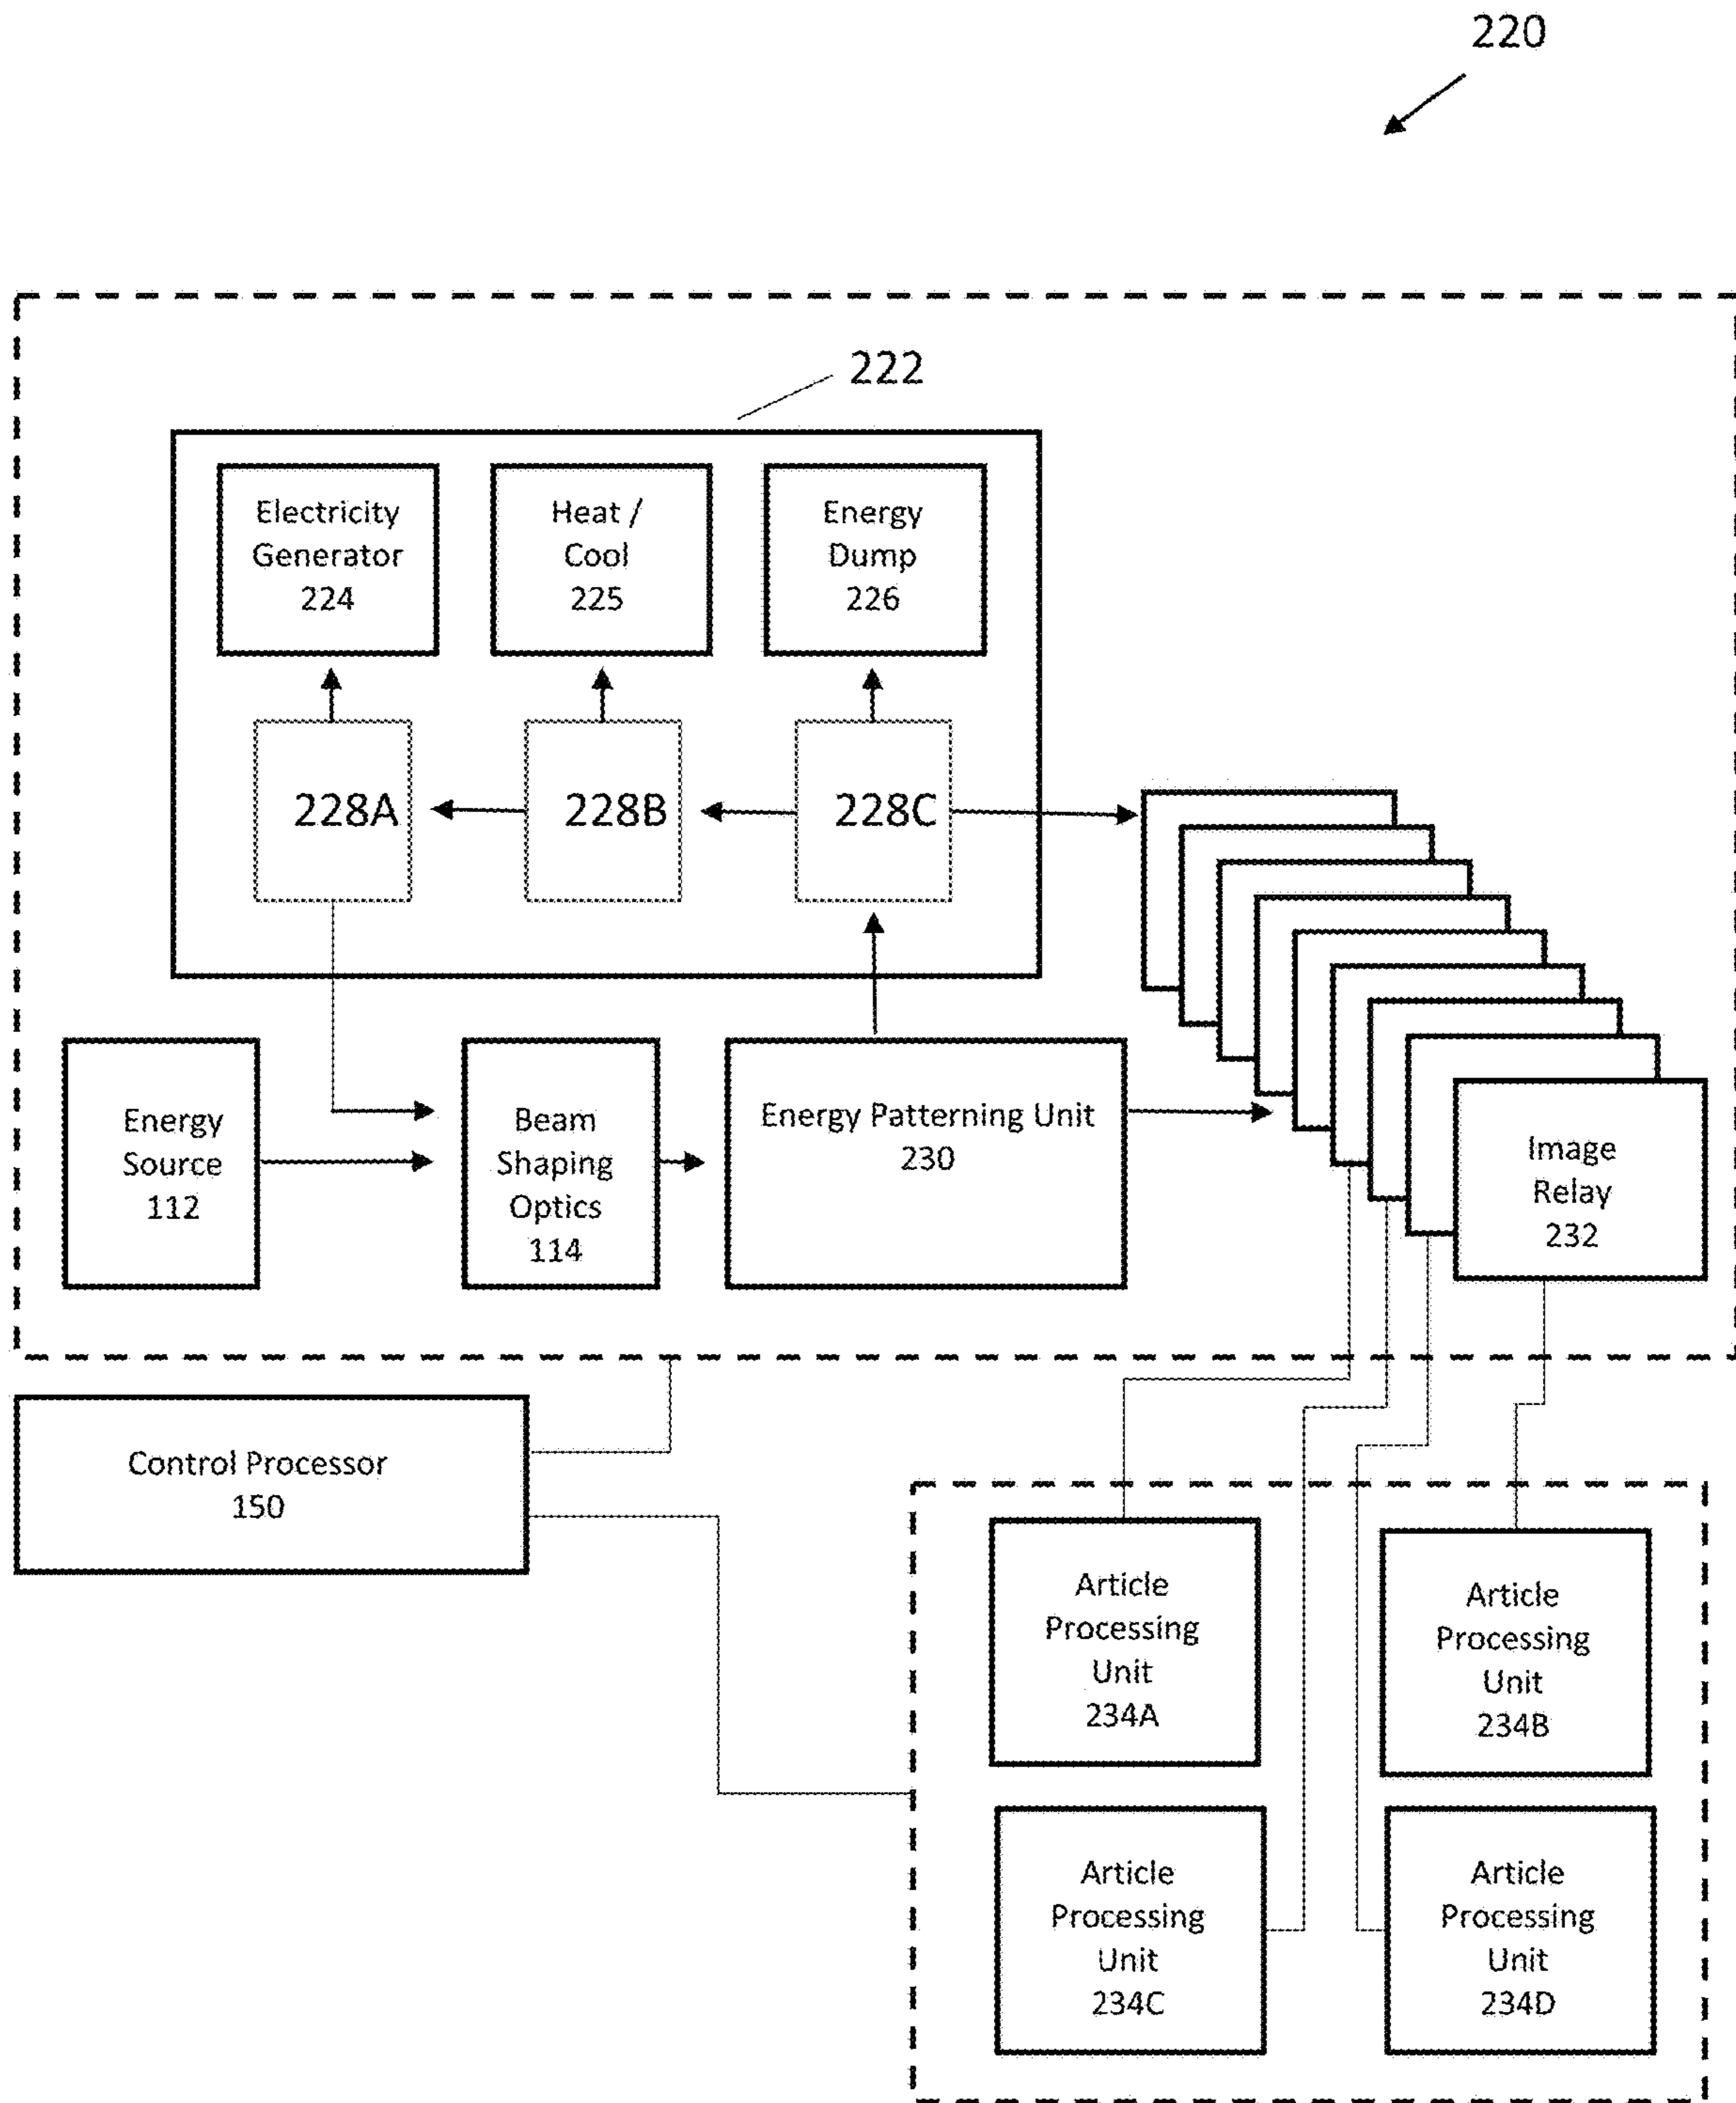 220
222
Electricity
Generator
224
Heat /
Cool
225
Energy
Dump
226
228A
228B
228C
Energy
Source
112
Beam
Shaping
Optics
114
Energy Patterning Unit
230
Image
Relay
232
Control Processor
150
Article
Processing
Unit
234A
Article
Processing
Unit
234B
Article
Processing
Unit
234C
Article
Processing
Unit
234D